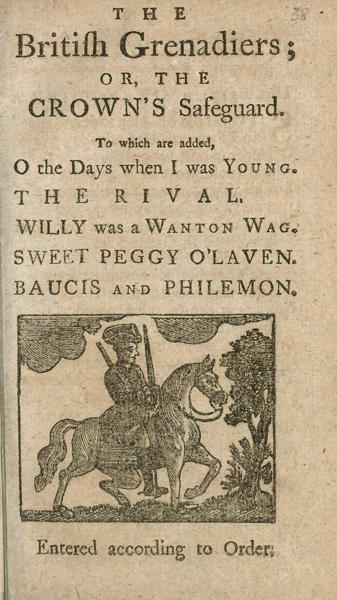 38
THE
Britiſh Grenadiers;
OR, THE
CROWN'S Safeguard.
To which are added,
O the Days when I was YOUNG.
THE RIVAL.
WILLY was a WANTON WAG.
SWEET PEGGY O'LAVEN.
BAUCIS AND PHILEMON.
Entered according to Order;